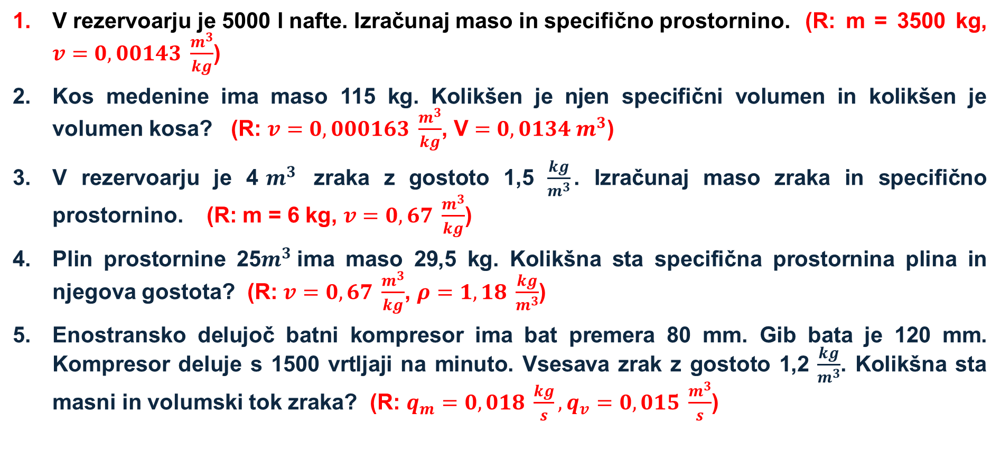 1. V rezervoarju je 5000 l nafte. Izračunaj maso in specifično prostornino. (R: m = 3500 kg,
v = 0,00143 m³/kg)
2. Kos medenine ima maso 115 kg. Kolikšen je njen specifični volumen in kolikšen je
volumen kosa? (R: v = 0,000163 m³/kg, V = 0,0134 m³)
3. V rezervoarju je 4 m³ zraka z gostoto 1,5 kg/m³. Izračunaj maso zraka in specifično
prostornino. (R: m = 6 kg, v = 0,67 m³/kg)
4. Plin prostornine 25m³ ima maso 29,5 kg. Kolikšna sta specifična prostornina plina in
njegova gostota? (R: v = 0,67 m³/kg, ρ = 1,18 kg/m³)
5. Enostransko delujoč batni kompresor ima bat premera 80 mm. Gib bata je 120 mm.
Kompresor deluje s 1500 vrtljaji na minuto. Vsesava zrak z gostoto 1,2 kg/m³. Kolikšna sta
masni in volumski tok zraka? (R: qₘ = 0,018 kg/s, qᵥ = 0,015 m³/s)